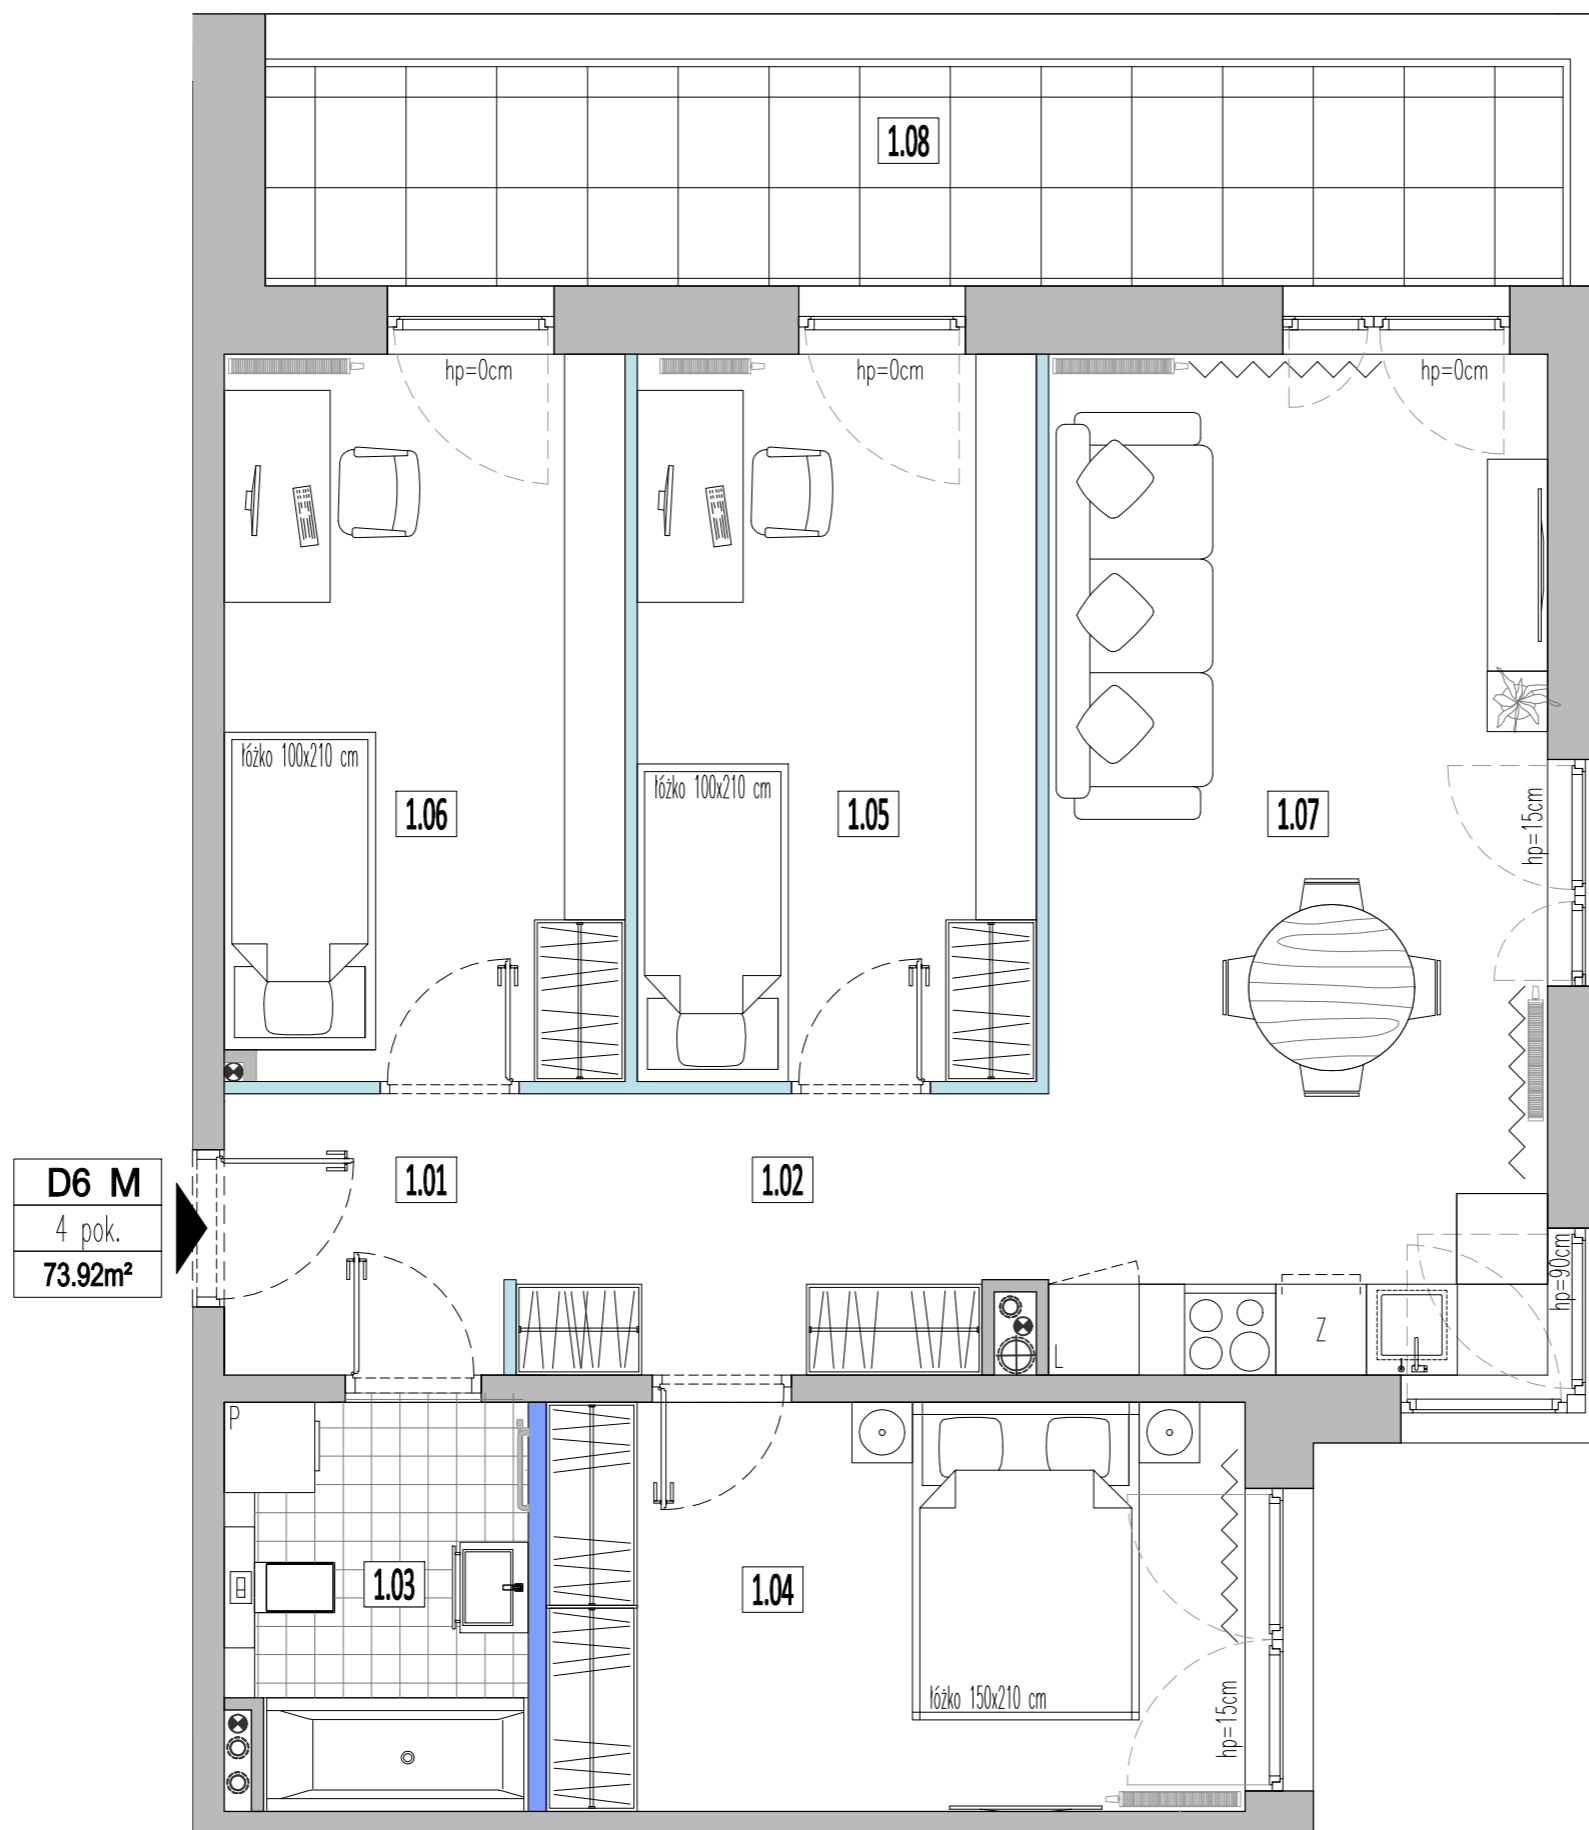 1.08
hp=0cm
hp=0cm
hp=0cm
łóżko 100x210 cm
łóżko 100x210 cm
1.06
1.05
1.07
hp=15cm
D6 M
4 pok.
73.92m²
1.01
1.02
hp=90cm
L
Z
P
1.03
1.04
łóżko 150x210 cm
hp=15cm